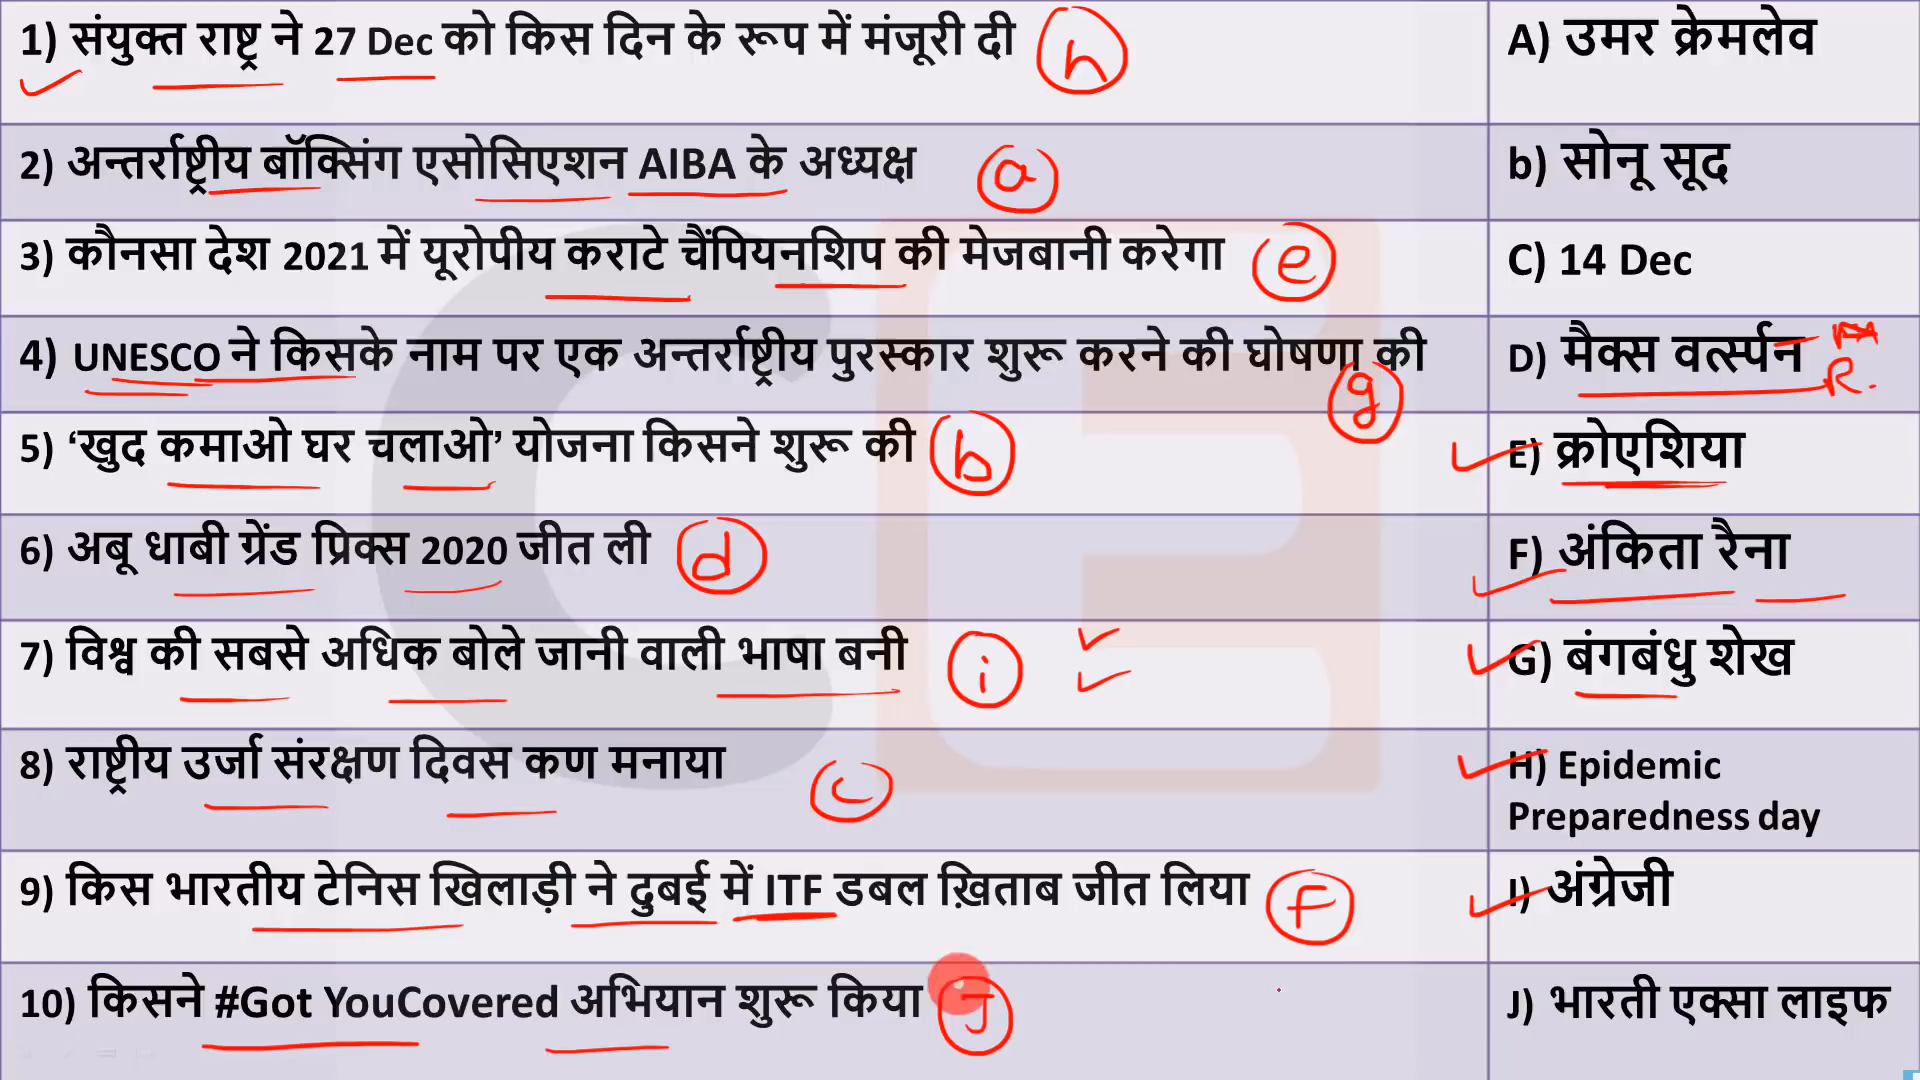 1) संयुक्त राष्ट्र ने 27 Dec को किस दिन के रूप में मंजूरी दी h
A) उमर क्रेमलेव
2) अन्तर्राष्ट्रीय बॉक्सिंग एसोसिएशन AIBA के अध्यक्ष a
b) सोनू सूद
3) कौनसा देश 2021 में यूरोपीय कराटे चैंपियनशिप की मेजबानी करेगा e
C) 14 Dec
4) UNESCO ने किसके नाम पर एक अन्तर्राष्ट्रीय पुरस्कार शुरू करने की घोषणा की g
D) मैक्स वर्त्स्पन R.
5) ‘खुद कमाओ घर चलाओ’ योजना किसने शुरू की b
E) क्रोएशिया
6) अबू धाबी ग्रेंड प्रिक्स 2020 जीत ली d
F) अंकिता रैना
7) विश्व की सबसे अधिक बोले जानी वाली भाषा बनी i
G) बंगबंधु शेख
8) राष्ट्रीय उर्जा संरक्षण दिवस कण मनाया c
H) Epidemic
Preparedness day
9) किस भारतीय टेनिस खिलाड़ी ने दुबई में ITF डबल ख़िताब जीत लिया F
I) अंग्रेजी
10) किसने #Got YouCovered अभियान शुरू किया J
J) भारती एक्सा लाइफ